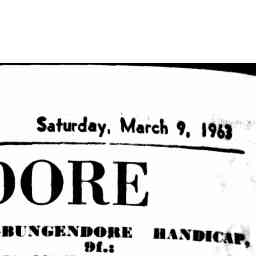 Saturday, March 9, 1963
DORE
-BUNGENDORE HANDICAP,
9f.: